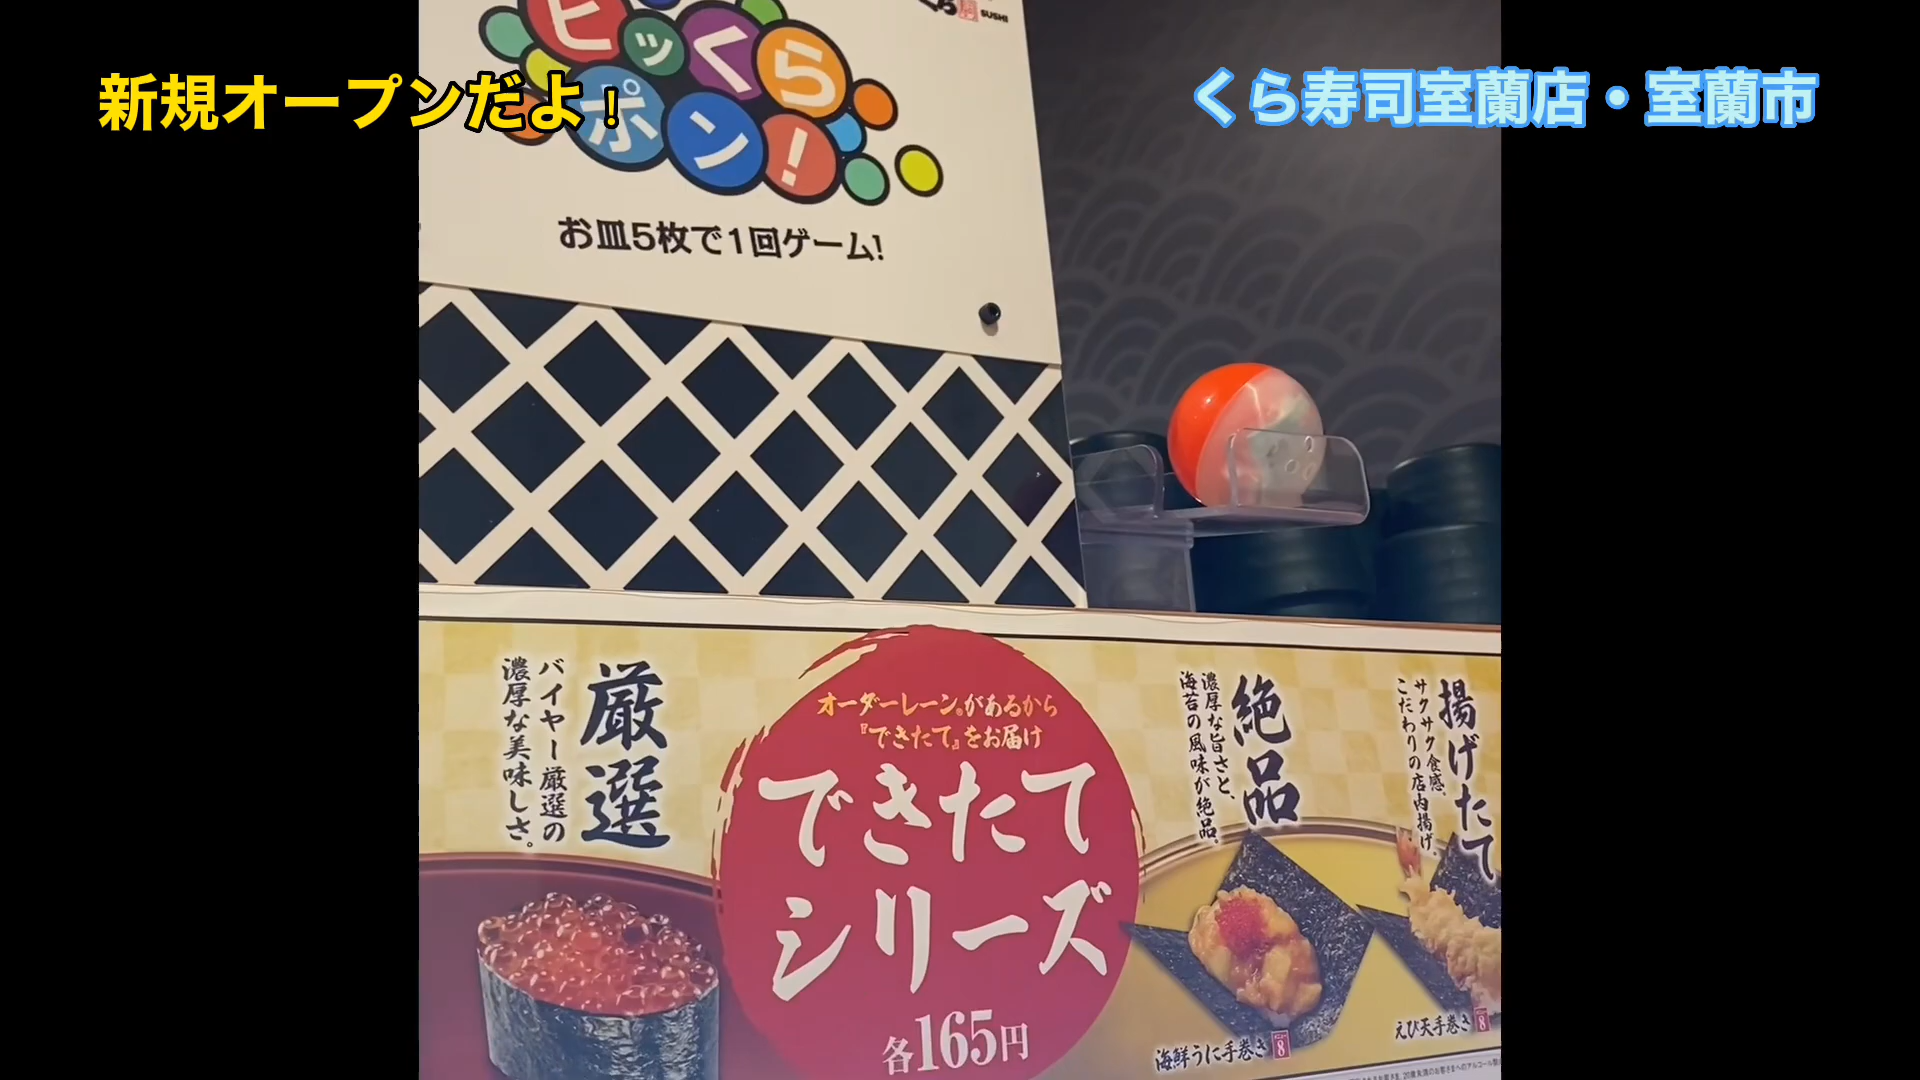 新規オープンだよ！
くら寿司室蘭店・室蘭市
SUSHI
ビッくら
ポン！
お皿5枚で1回ゲーム!
厳選
バイヤー厳選の
濃厚な美味しさ。
オーダーレーン®があるから
『できたて』をお届け
できたて
シリーズ
各165円
絶品
濃厚な旨さと、
海苔の風味が絶品。
海鮮うに手巻き
8
揚げたて
サクサク食感。
こだわりの店内揚げ。
えび天手巻き
8